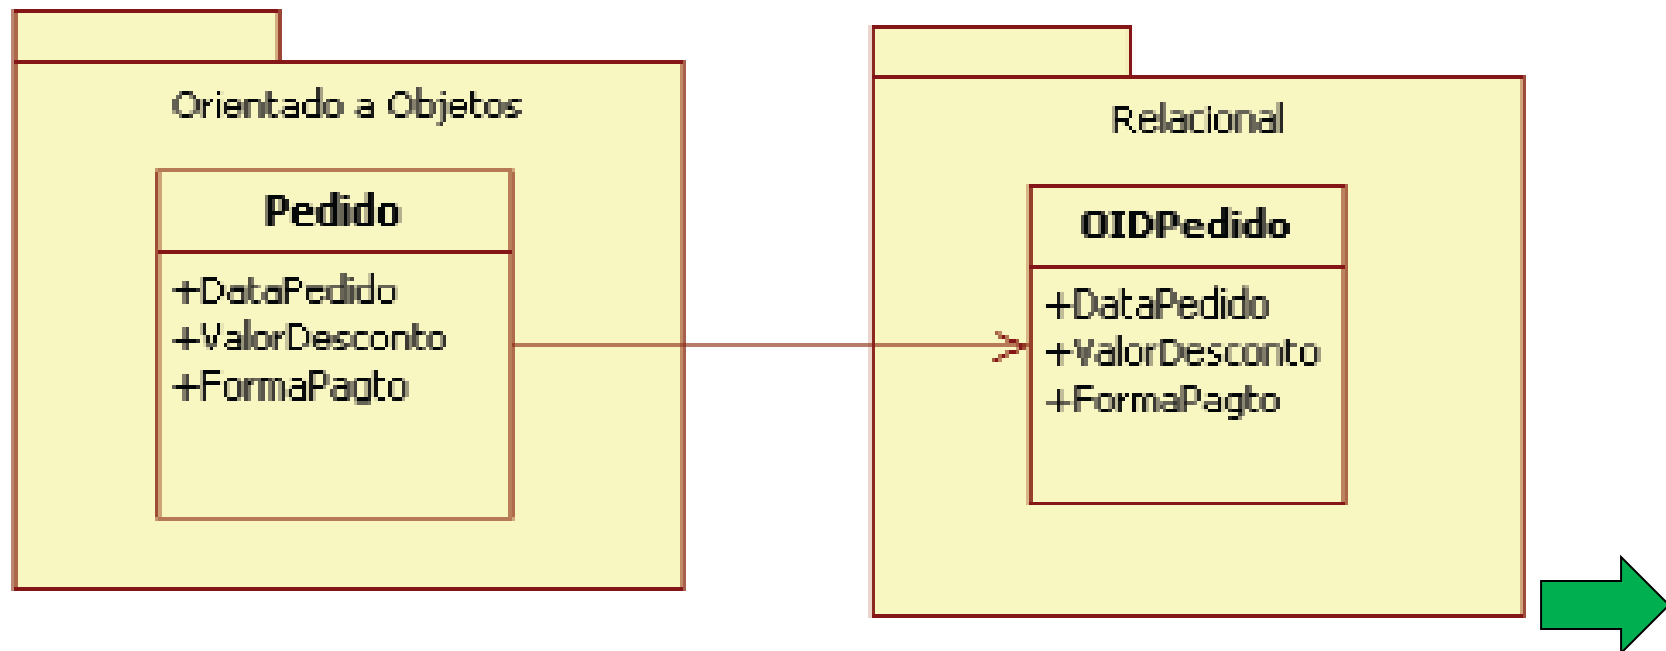 Orientado a Objetos
Pedido
+DataPedido
+ValorDesconto
+FormaPagto
Relacional
OIDPedido
+DataPedido
+ValorDesconto
+FormaPagto